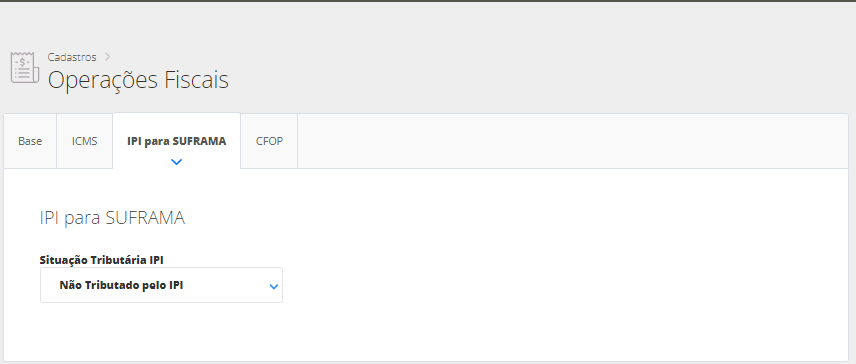 Cadastros
Operações Fiscais
Base ICMS IPI para SUFRAMA CFOP
IPI para SUFRAMA
Situação Tributária IPI
Não Tributado pelo IPI